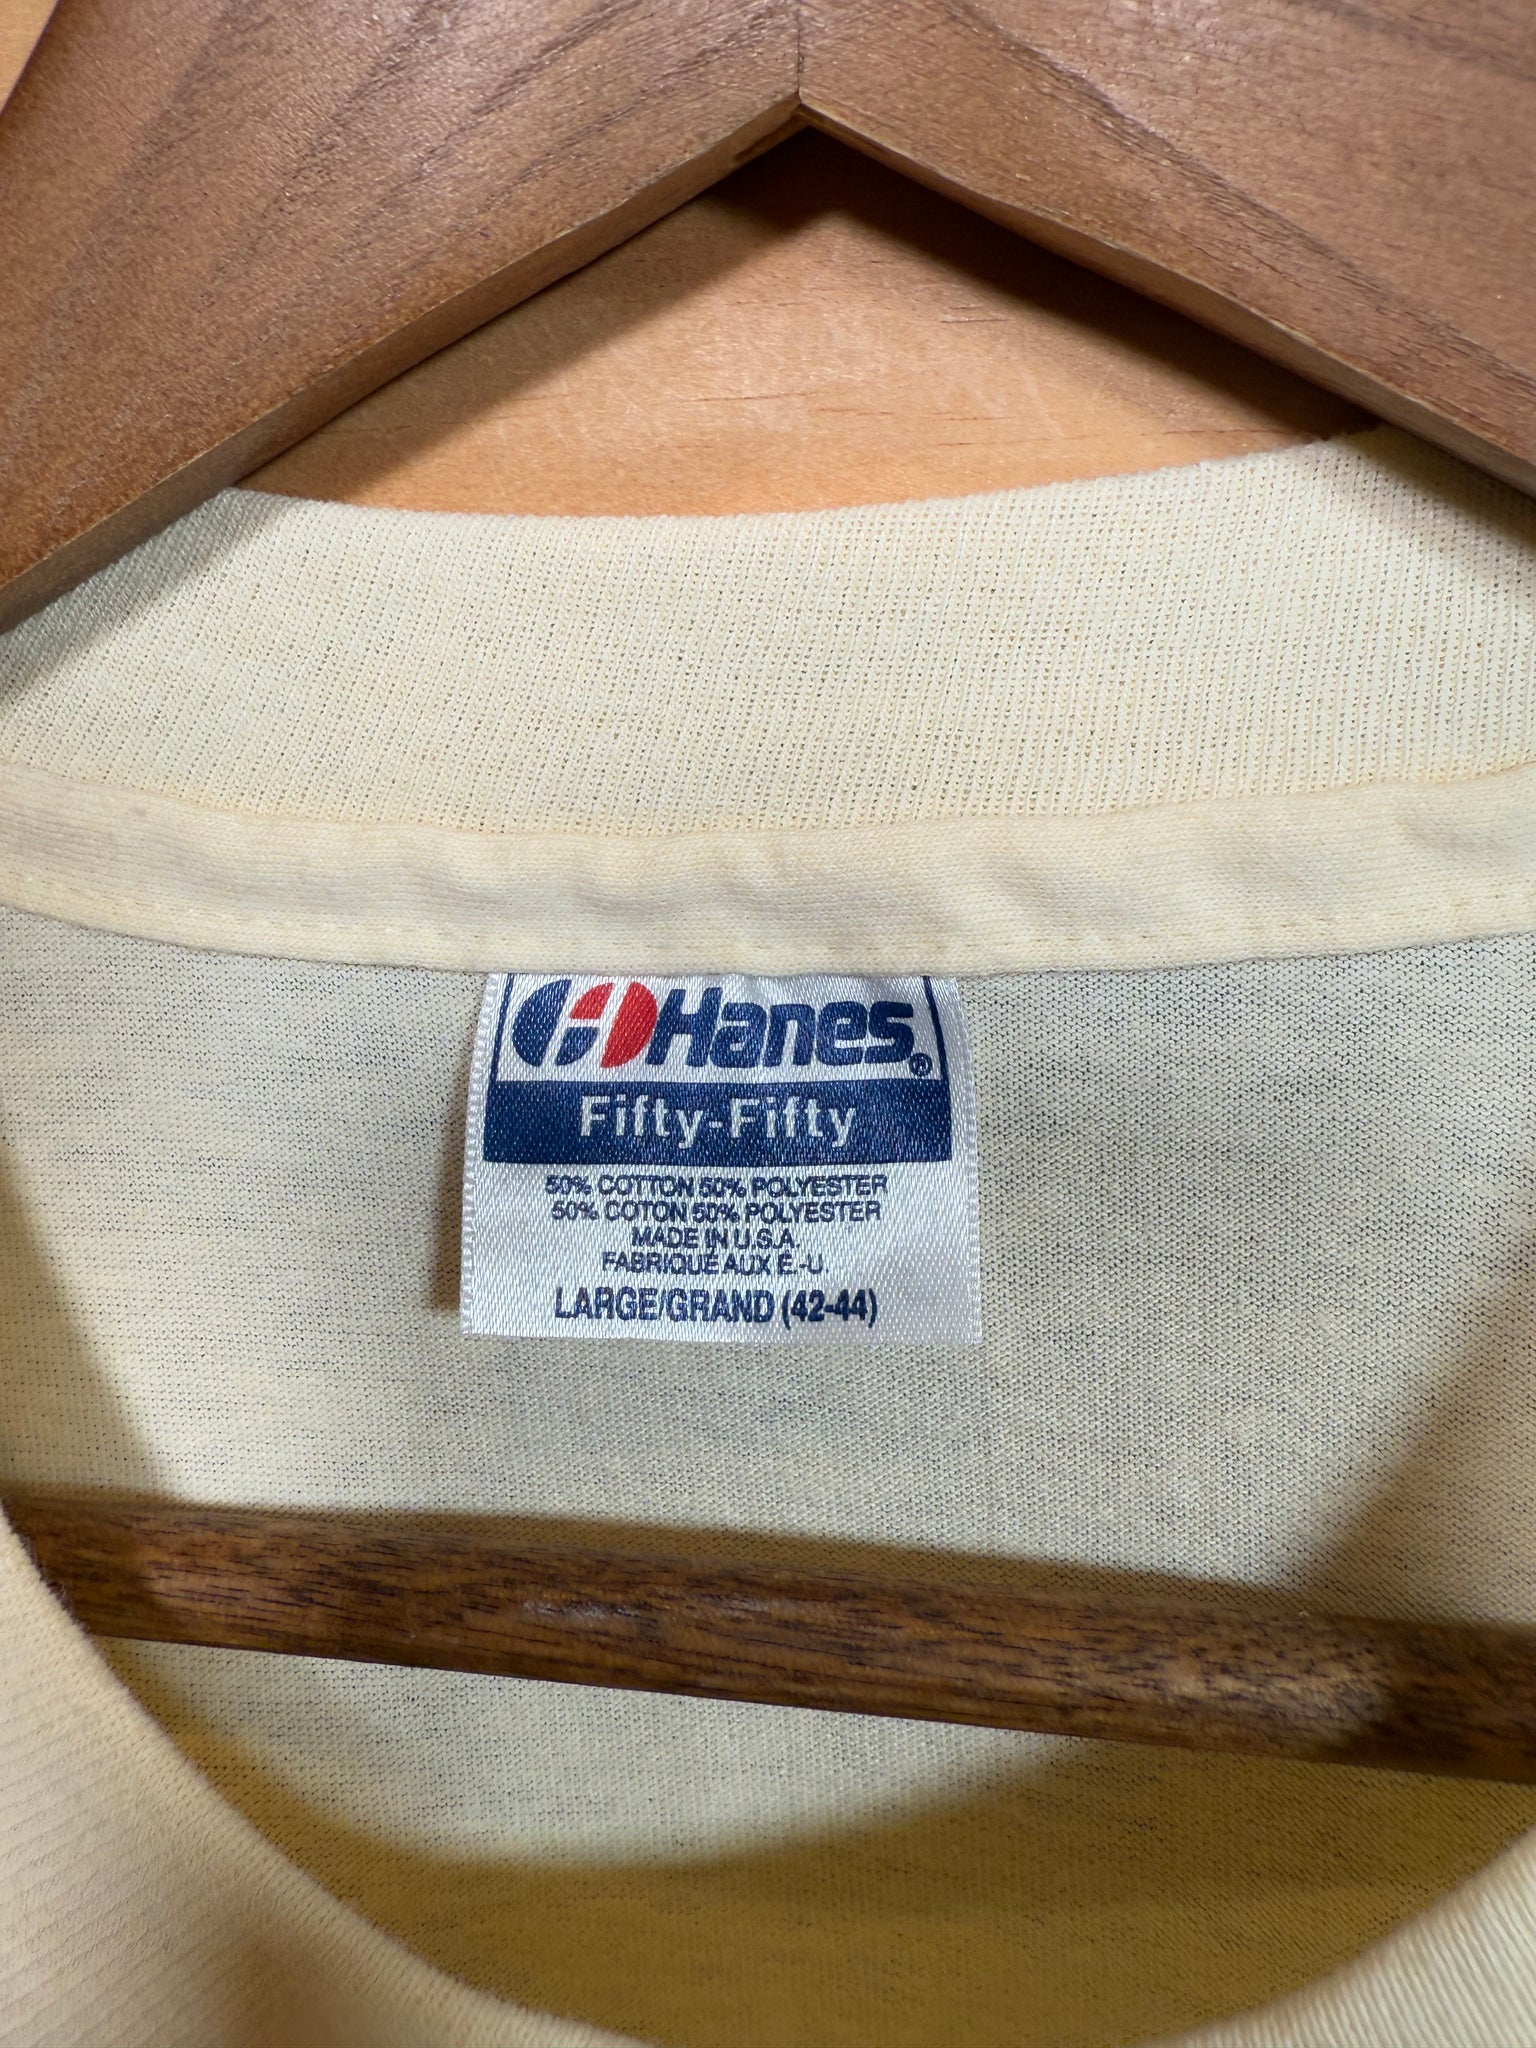 Hanes®
Fifty-Fifty
50% COTTON 50% POLYESTER
50% COTON 50% POLYESTER
MADE IN U.S.A.
FABRIQUÉ AUX É.-U.
LARGE/GRAND (42-44)